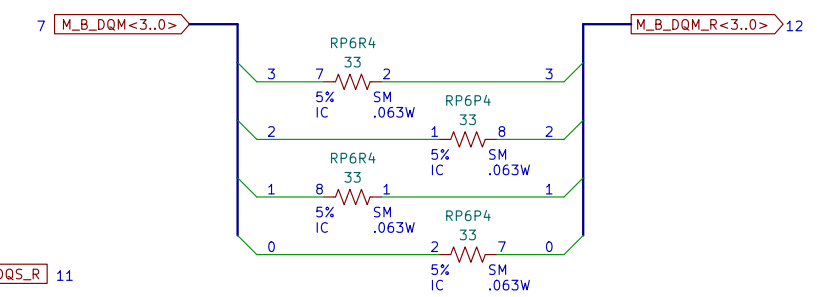 7 M_B_DQM<3..0> M_B_DQM_R<3..0> 12
RP6R4
33
3 7 2 3
5% SM
IC .063W
RP6P4
33
2 1 8 2
5% SM
IC .063W
RP6R4
33
1 8 1 1
5% SM
IC .063W
RP6P4
33
0 2 7 0
5% SM
IC .063W
DQS_R 11